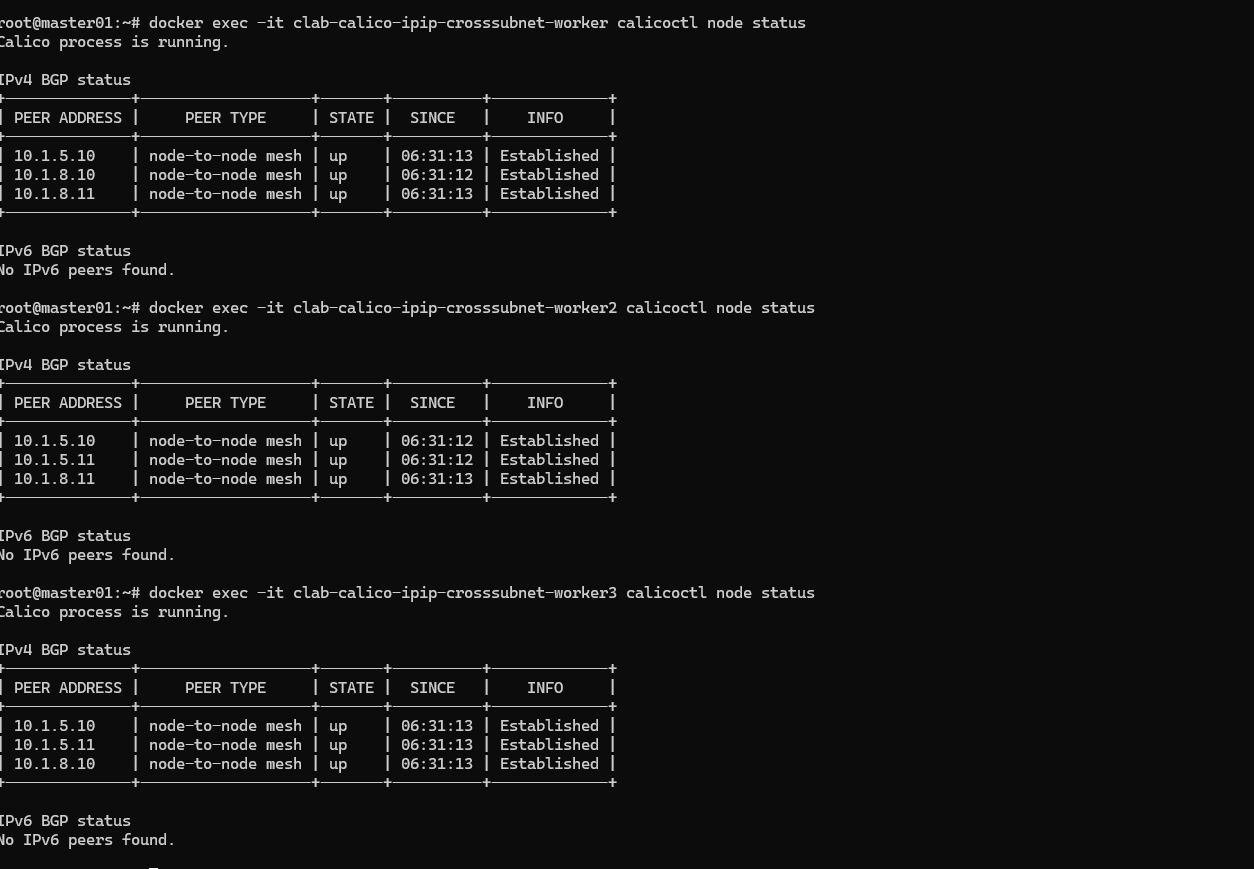 root@master01:~# docker exec -it clab-calico-ipip-crosssubnet-worker calicoctl node status
Calico process is running.
IPv4 BGP status
| PEER ADDRESS | PEER TYPE | STATE | SINCE | INFO |
| 10.1.5.10 | node-to-node mesh | up | 06:31:13 | Established |
| 10.1.8.10 | node-to-node mesh | up | 06:31:12 | Established |
| 10.1.8.11 | node-to-node mesh | up | 06:31:13 | Established |
IPv6 BGP status
No IPv6 peers found.
root@master01:~# docker exec -it clab-calico-ipip-crosssubnet-worker2 calicoctl node status
Calico process is running.
IPv4 BGP status
| PEER ADDRESS | PEER TYPE | STATE | SINCE | INFO |
| 10.1.5.10 | node-to-node mesh | up | 06:31:12 | Established |
| 10.1.5.11 | node-to-node mesh | up | 06:31:12 | Established |
| 10.1.8.11 | node-to-node mesh | up | 06:31:13 | Established |
IPv6 BGP status
No IPv6 peers found.
root@master01:~# docker exec -it clab-calico-ipip-crosssubnet-worker3 calicoctl node status
Calico process is running.
IPv4 BGP status
| PEER ADDRESS | PEER TYPE | STATE | SINCE | INFO |
| 10.1.5.10 | node-to-node mesh | up | 06:31:13 | Established |
| 10.1.5.11 | node-to-node mesh | up | 06:31:13 | Established |
| 10.1.8.10 | node-to-node mesh | up | 06:31:13 | Established |
IPv6 BGP status
No IPv6 peers found.